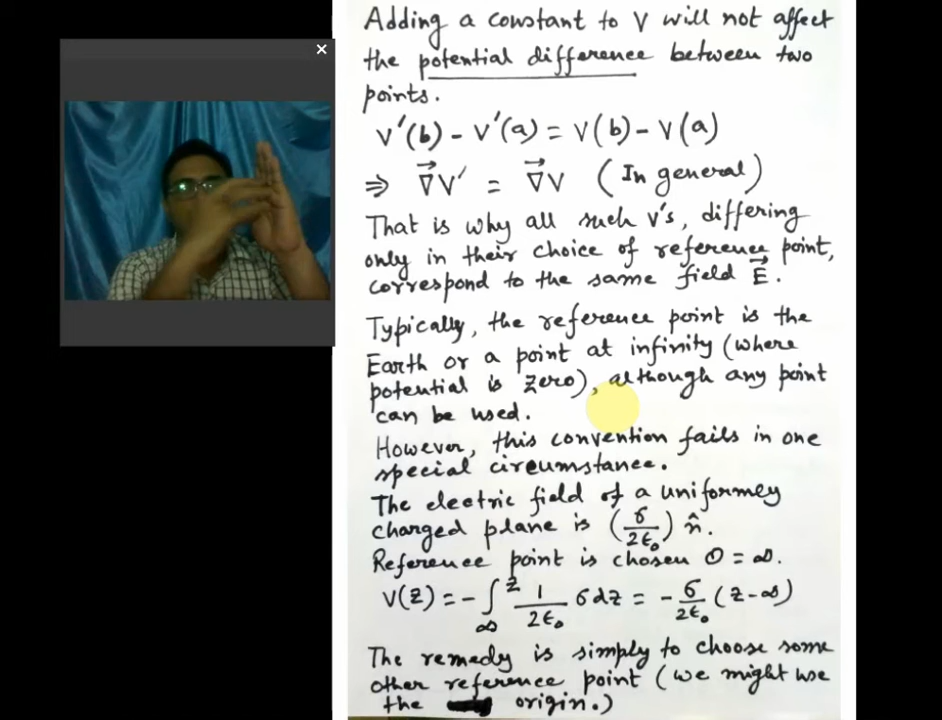 Adding a constant to V will not affect
the potential difference between two
points.
V'(b) - V'(a) = V(b) - V(a)
⇒ ∇⃗V' = ∇⃗V (In general)
That is why all such V's, differing
only in their choice of reference point,
correspond to the same field E⃗.
Typically, the reference point is the
Earth or a point at infinity (where
potential is zero), although any point
can be used.
However, this convention fails in one
special circumstance.
The electric field of a uniformly
charged plane is (σ/2ϵ₀) n̂.
Reference point is chosen O = ∞.
V(z) = - ∫_∞^z 1/2ϵ₀ σ dz = - σ/2ϵ₀ (z - ∞)
The remedy is simply to choose some
other reference point (we might use
the origin.)